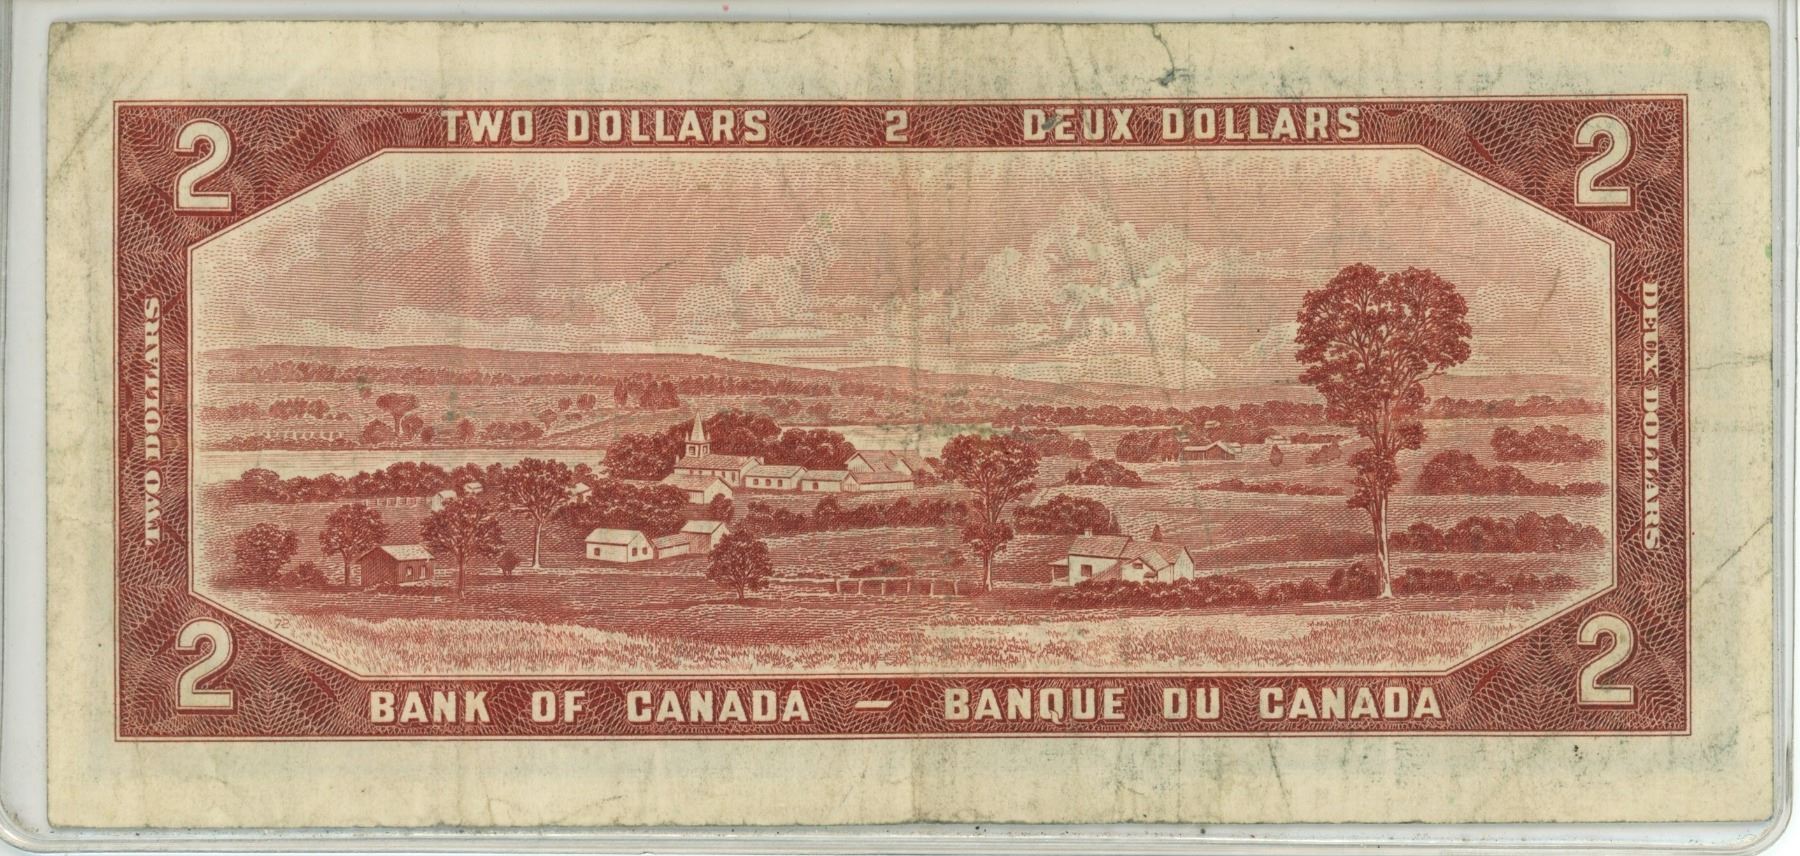 TWO DOLLARS 2 DEUX DOLLARS
2 2
TWO DOLLARS
DEUX DOLLARS
72
2 2
BANK OF CANADA – BANQUE DU CANADA